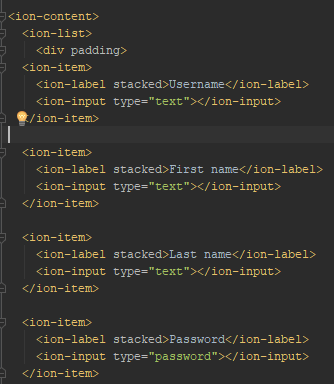 <ion-content>
<ion-list>
<div padding>
<ion-item>
<ion-label stacked>Username</ion-label>
<ion-input type="text"></ion-input>
</ion-item>
<ion-item>
<ion-label stacked>First name</ion-label>
<ion-input type="text"></ion-input>
</ion-item>
<ion-item>
<ion-label stacked>Last name</ion-label>
<ion-input type="text"></ion-input>
</ion-item>
<ion-item>
<ion-label stacked>Password</ion-label>
<ion-input type="password"></ion-input>
</ion-item>